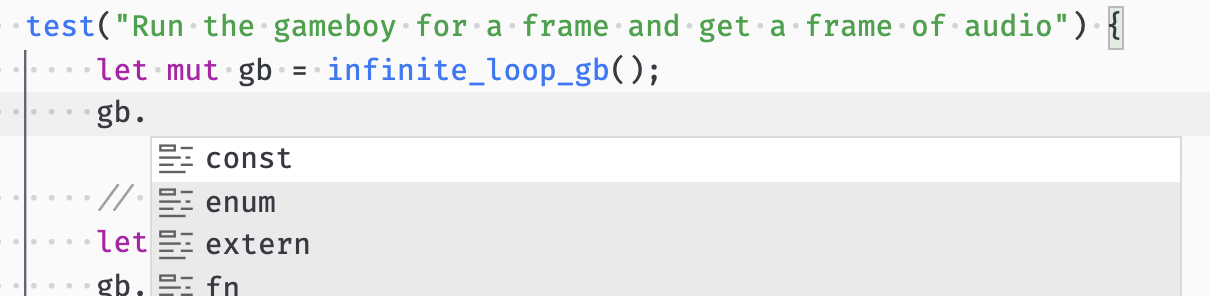 test("Run the gameboy for a frame and get a frame of audio") {
let mut gb = infinite_loop_gb();
gb.
const
//
enum
let
extern
gb.
fn